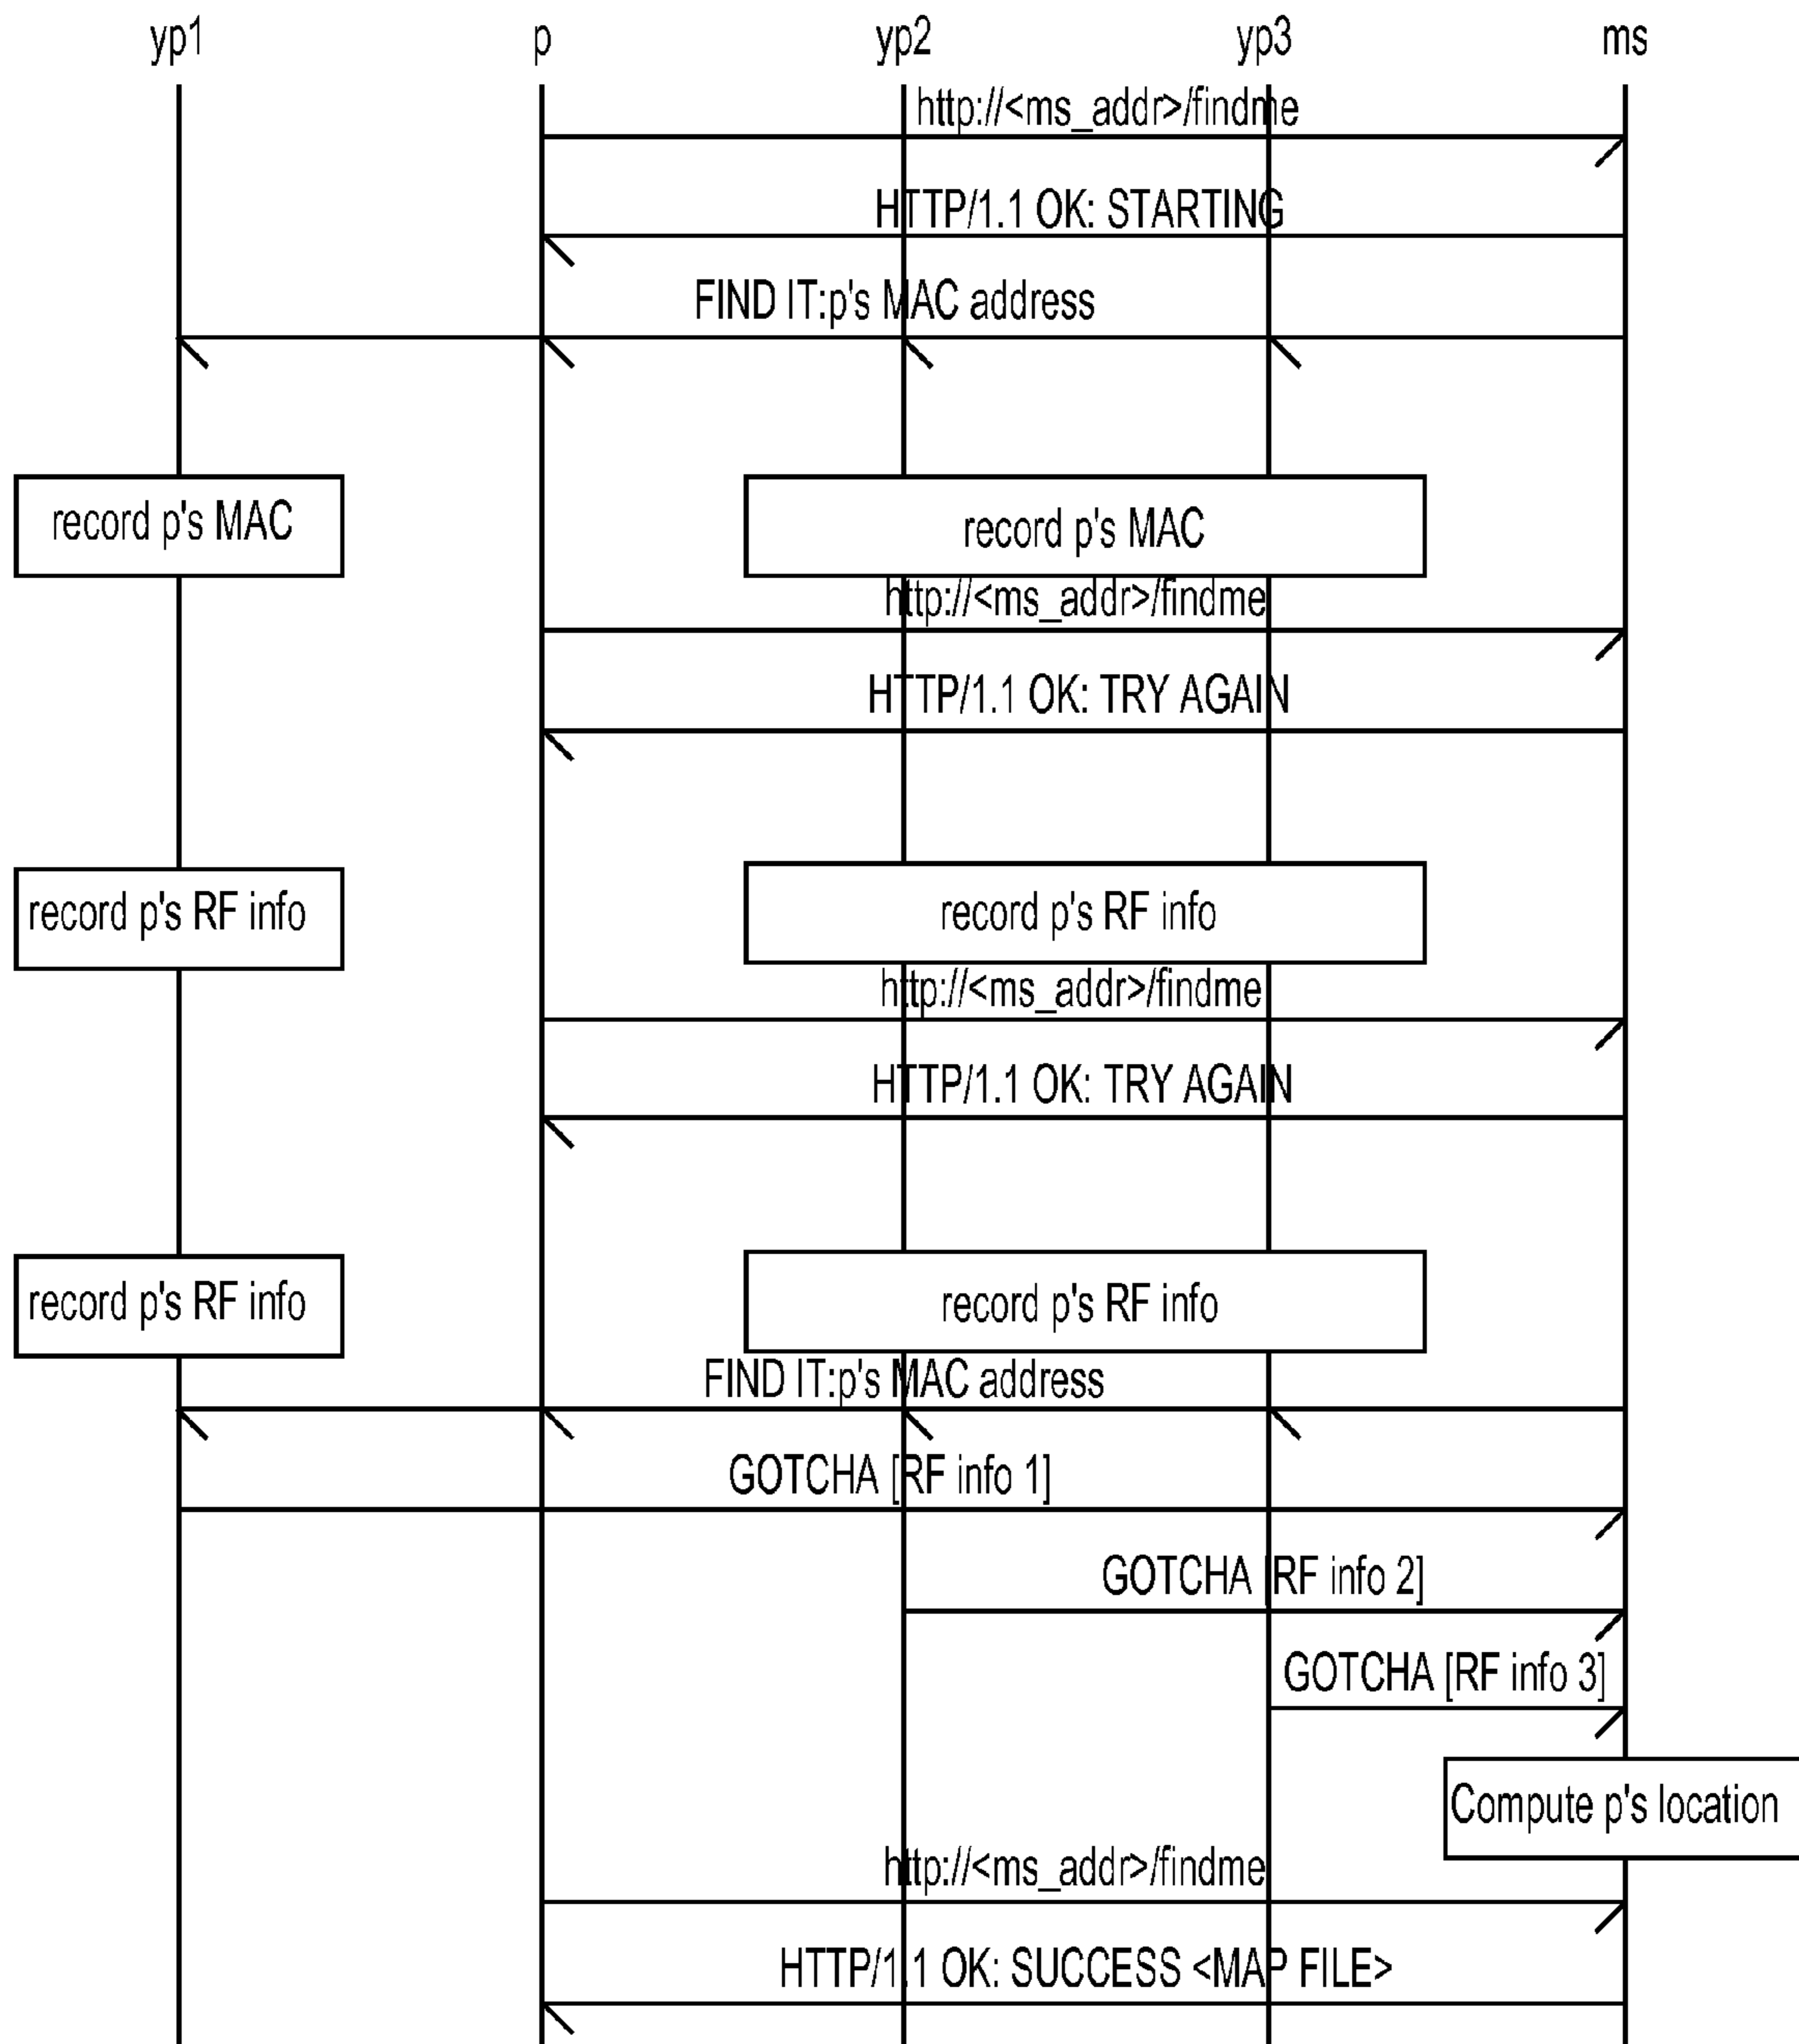 yp1 p yp2 yp3 ms
http://<ms_addr>/findme
HTTP/1.1 OK: STARTING
FIND IT:p's MAC address
record p's MAC
record p's MAC
http://<ms_addr>/findme
HTTP/1.1 OK: TRY AGAIN
record p's RF info
record p's RF info
http://<ms_addr>/findme
HTTP/1.1 OK: TRY AGAIN
record p's RF info
record p's RF info
FIND IT:p's MAC address
GOTCHA [RF info 1]
GOTCHA [RF info 2]
GOTCHA [RF info 3]
Compute p's location
http://<ms_addr>/findme
HTTP/1.1 OK: SUCCESS <MAP FILE>